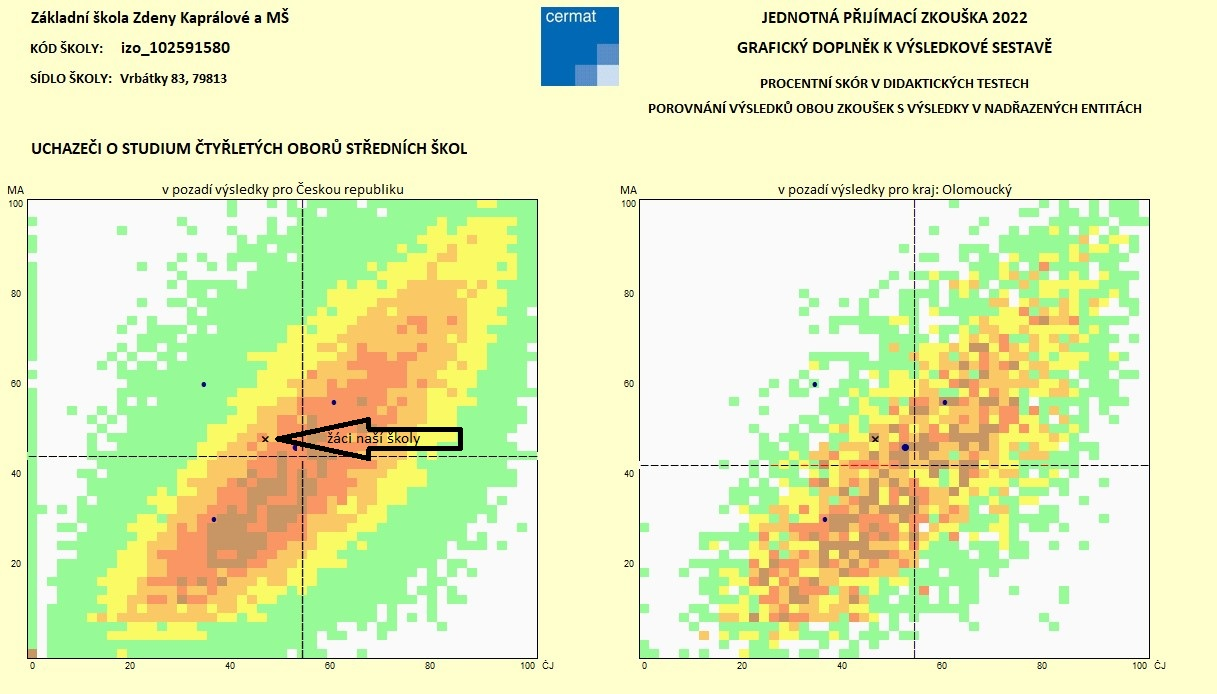 Základní škola Zdeny Kaprálové a MŠ
KÓD ŠKOLY: izo_102591580
SÍDLO ŠKOLY: Vrbátky 83, 79813
cermat
JEDNOTNÁ PŘIJÍMACÍ ZKOUŠKA 2022
GRAFICKÝ DOPLNĚK K VÝSLEDKOVÉ SESTAVĚ
PROCENTNÍ SKÓR V DIDAKTICKÝCH TESTECH
POROVNÁNÍ VÝSLEDKŮ OBOU ZKOUŠEK S VÝSLEDKY V NADŘAZENÝCH ENTITÁCH
UCHAZEČI O STUDIUM ČTYŘLETÝCH OBORŮ STŘEDNÍCH ŠKOL
MA v pozadí výsledky pro Českou republiku
100
80
60
žáci naší školy
40
20
0 20 40 60 80 100 ČJ
MA v pozadí výsledky pro kraj: Olomoucký
100
80
60
40
20
0 20 40 60 80 100 ČJ